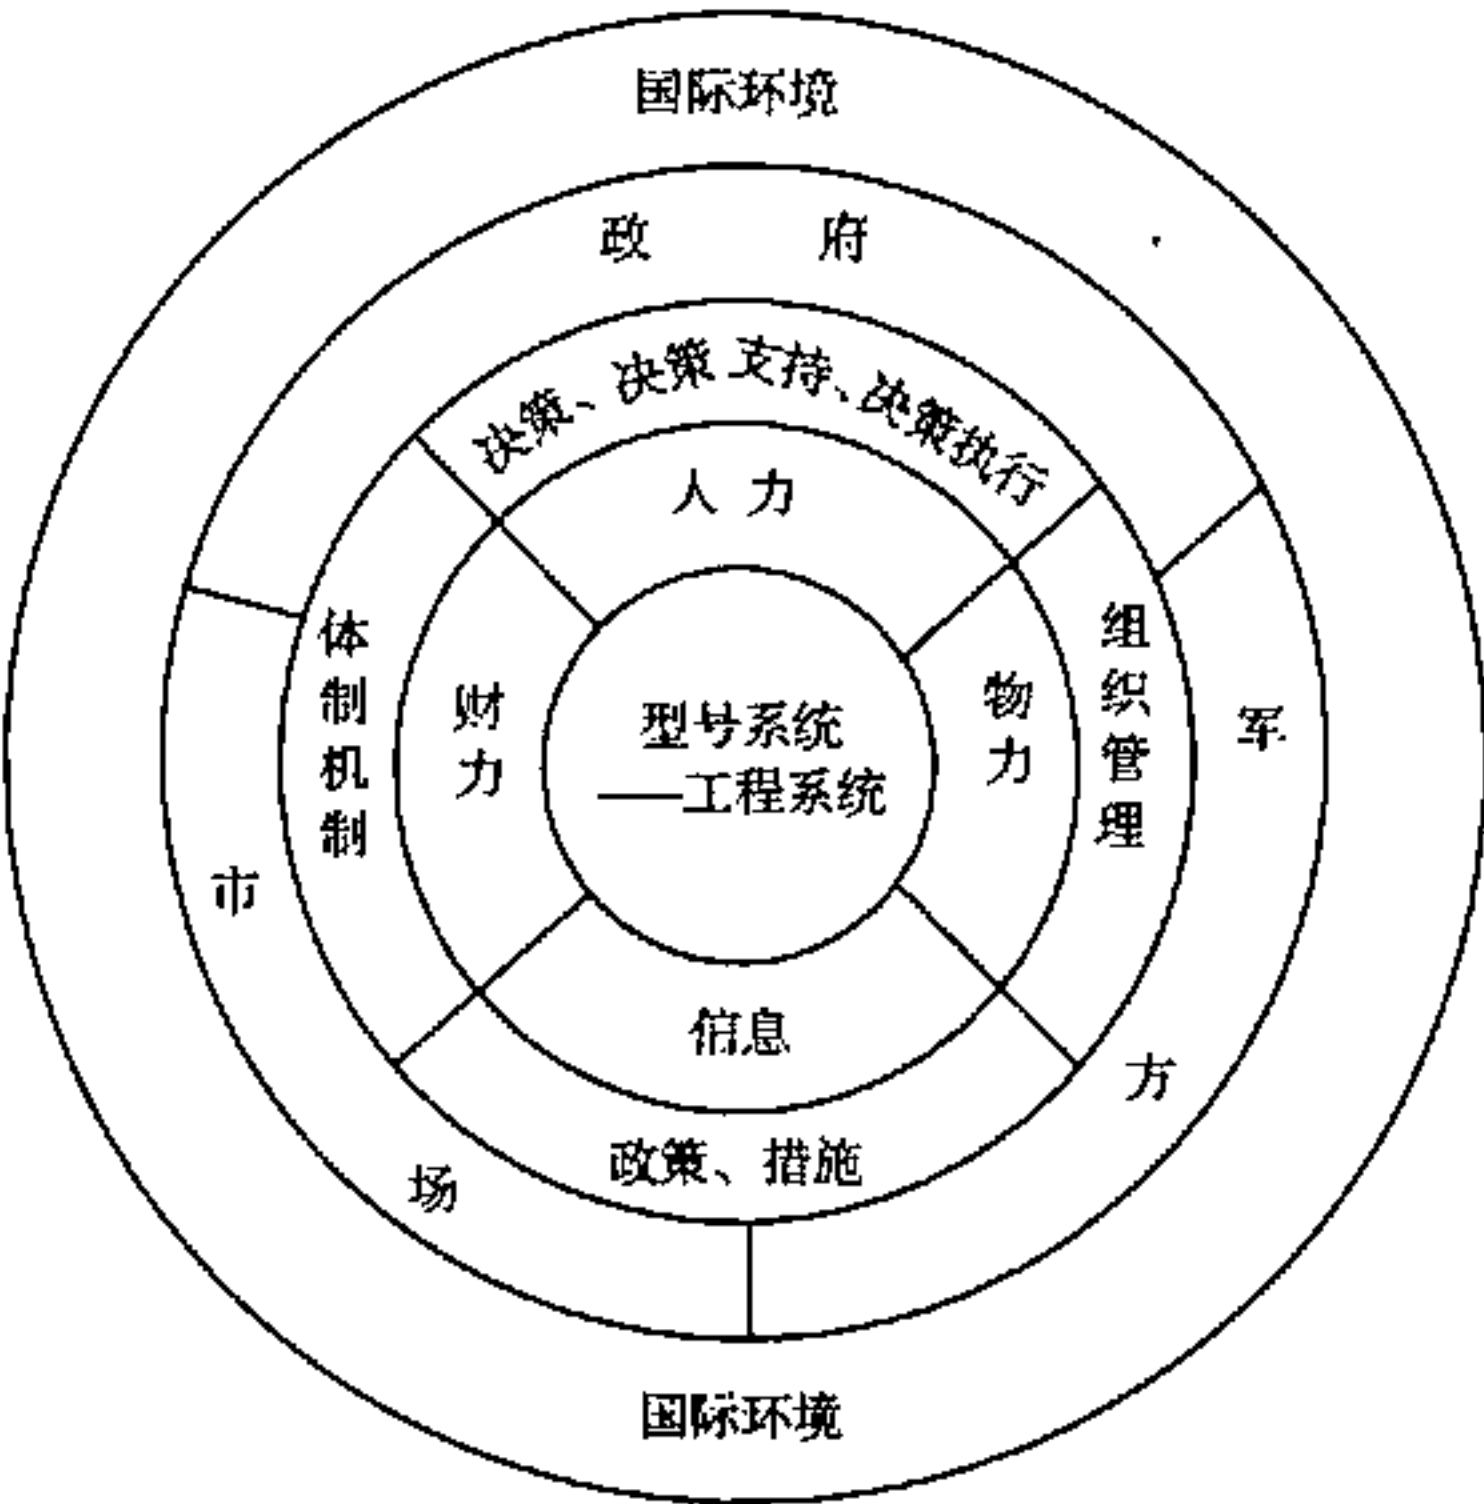 国际环境
政府
决策、决策支持、决策执行
人力
体制机制
财力
型号系统
——工程系统
物力
组织管理
军方
市场
信息
政策、措施
国际环境